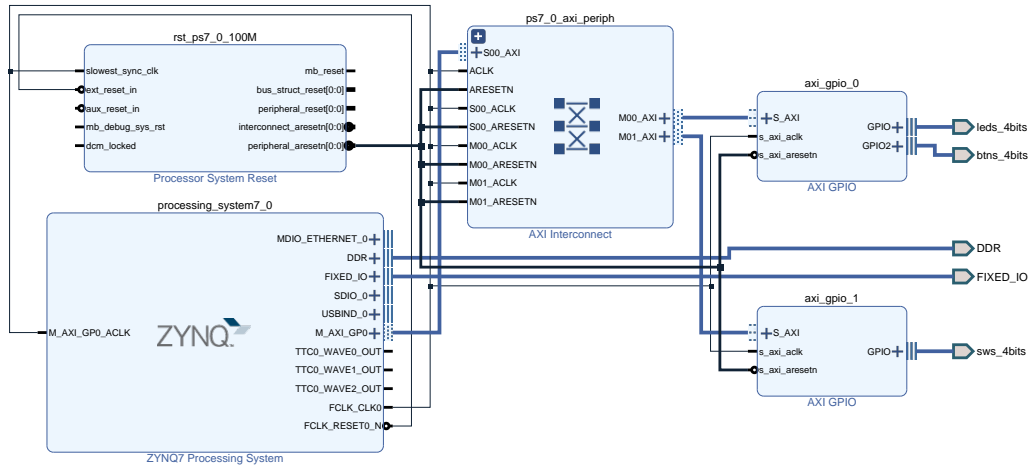 ps7_0_axi_periph
rst_ps7_0_100M
S00_AXI
slowest_sync_clk
mb_reset
ACLK
ext_reset_in
bus_struct_reset[0:0]
ARESETN
aux_reset_in
peripheral_reset[0:0]
S00_ACLK
mb_debug_sys_rst
interconnect_aresetn[0:0]
S00_ARESETN
dcm_locked
peripheral_aresetn[0:0]
M00_ACLK
M00_ARESETN
M01_ACLK
M01_ARESETN
M00_AXI
M01_AXI
Processor System Reset
AXI Interconnect
axi_gpio_0
S_AXI
s_axi_aclk
s_axi_aresetn
GPIO
GPIO2
leds_4bits
btns_4bits
AXI GPIO
processing_system7_0
MDIO_ETHERNET_0
DDR
FIXED_IO
SDIO_0
USBIND_0
M_AXI_GP0
M_AXI_GP0_ACLK
ZYNQ
TTC0_WAVE0_OUT
TTC0_WAVE1_OUT
TTC0_WAVE2_OUT
FCLK_CLK0
FCLK_RESET0_N
ZYNQ7 Processing System
DDR
FIXED_IO
axi_gpio_1
S_AXI
s_axi_aclk
s_axi_aresetn
GPIO
sws_4bits
AXI GPIO